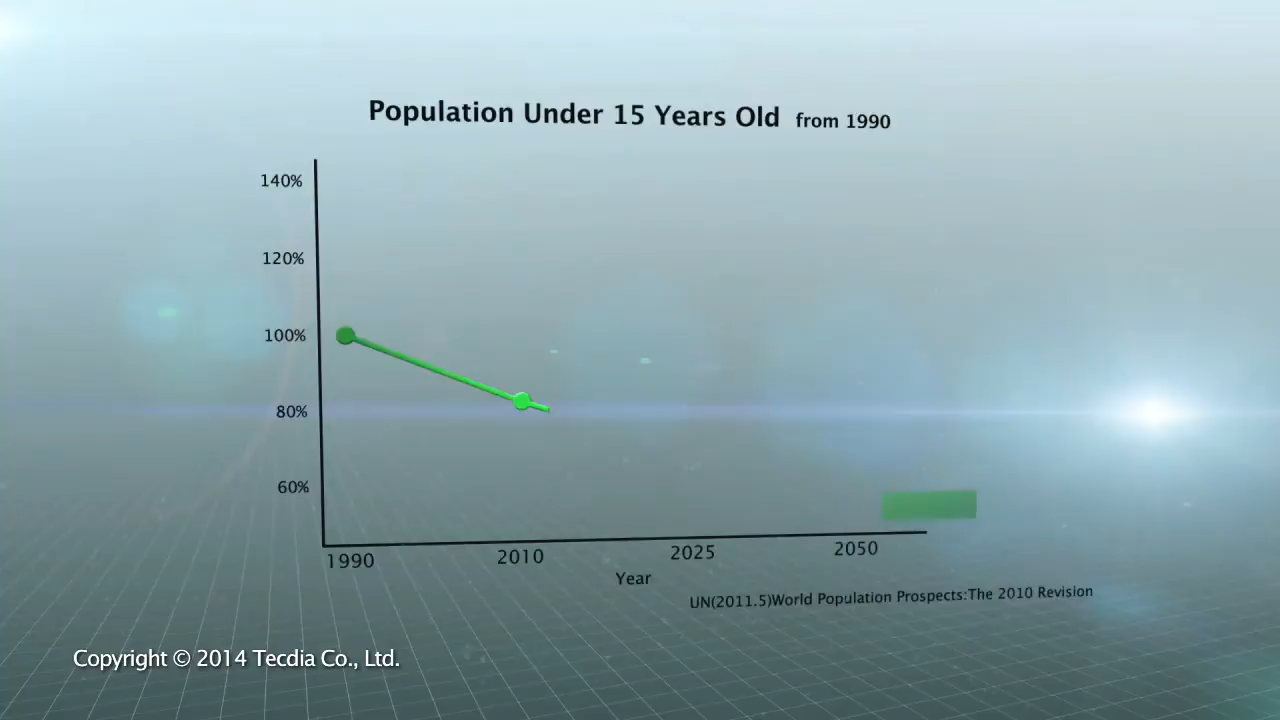 Population Under 15 Years Old from 1990
140%
120%
100%
80%
60%
1990 2010 2025 2050
Year
UN(2011.5)World Population Prospects:The 2010 Revision
Copyright © 2014 Tecdia Co., Ltd.